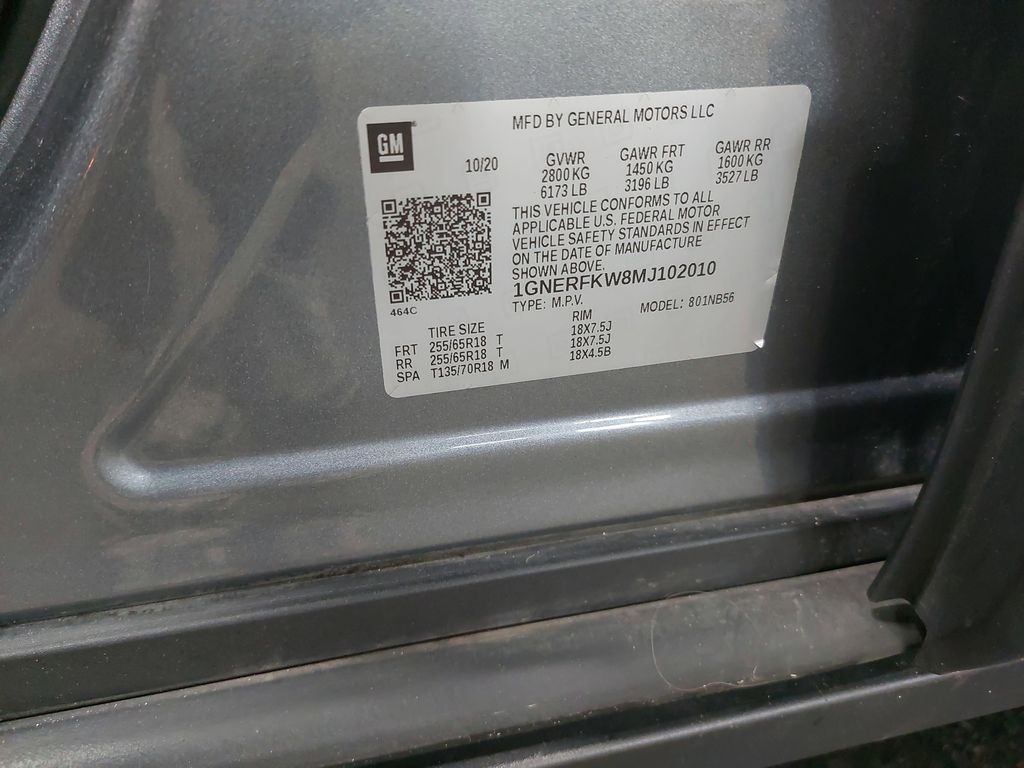 GM
MFD BY GENERAL MOTORS LLC
10/20
GVWR GAWR FRT GAWR RR
2800 KG 1450 KG 1600 KG
6173 LB 3196 LB 3527 LB
THIS VEHICLE CONFORMS TO ALL
APPLICABLE U.S. FEDERAL MOTOR
VEHICLE SAFETY STANDARDS IN EFFECT
ON THE DATE OF MANUFACTURE
SHOWN ABOVE.
1GNERFKW8MJ102010
TYPE: M.P.V. MODEL: 801NB56
464C
TIRE SIZE RIM
FRT 255/65R18 T 18X7.5J
RR 255/65R18 T 18X7.5J
SPA T135/70R18 M 18X4.5B